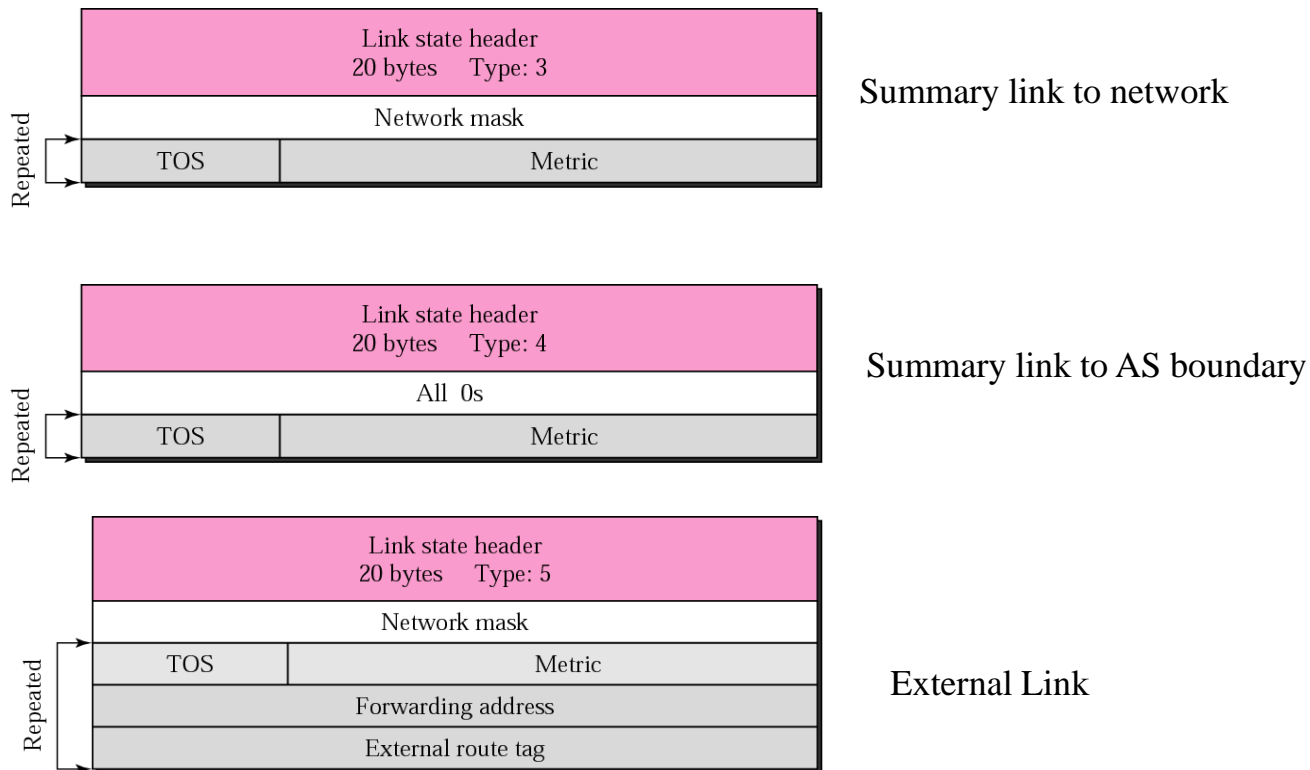 Link state header
20 bytes Type: 3
Network mask
TOS Metric
Repeated
Summary link to network
Link state header
20 bytes Type: 4
All 0s
TOS Metric
Repeated
Summary link to AS boundary
Link state header
20 bytes Type: 5
Network mask
TOS Metric
Forwarding address
External route tag
Repeated
External Link